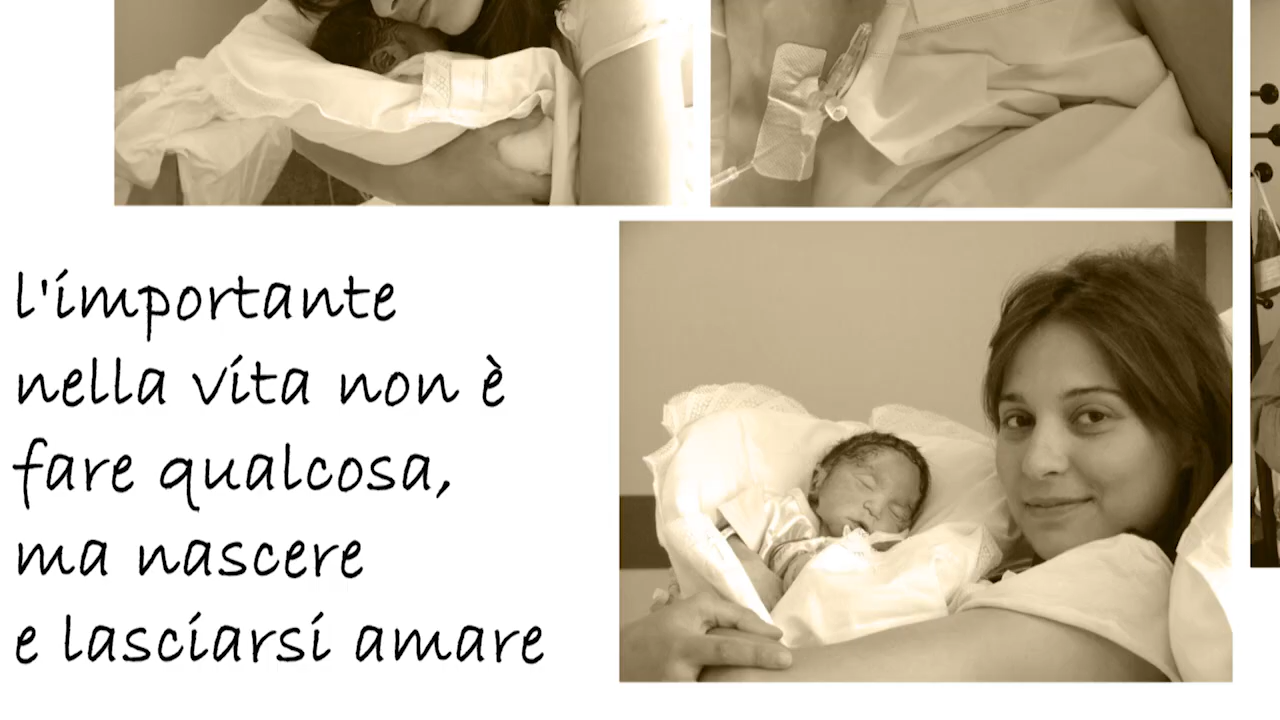 l'importante
nella vita non è
fare qualcosa,
ma nascere
e lasciarsi amare